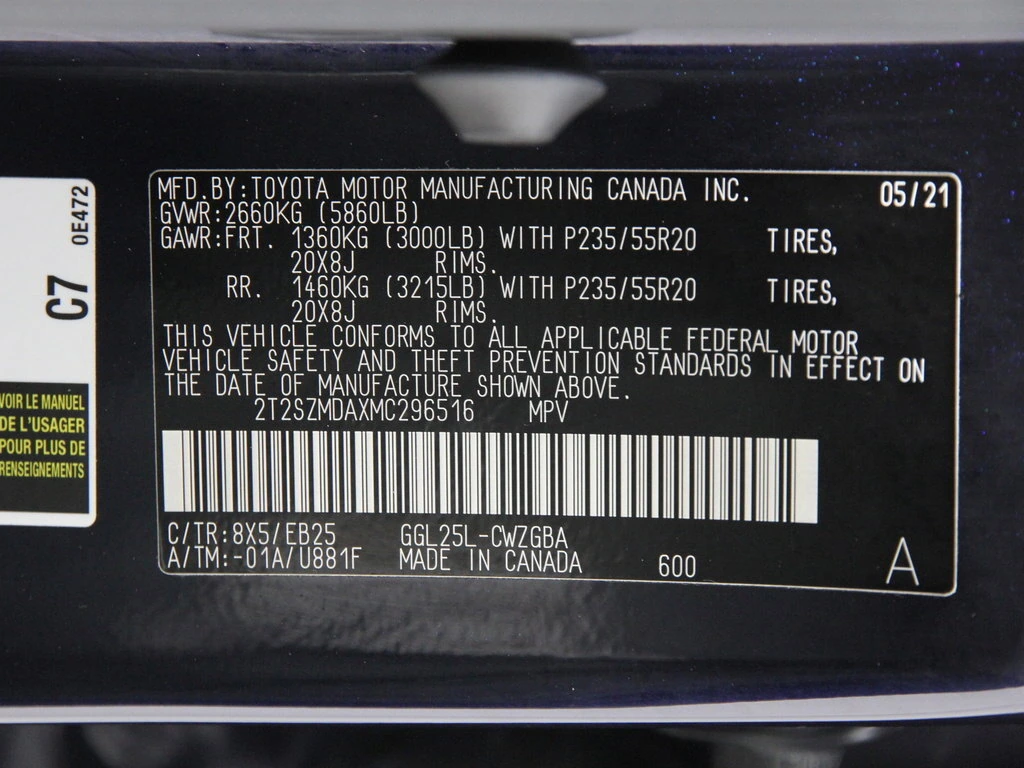 MFD.BY:TOYOTA MOTOR MANUFACTURING CANADA INC. 05/21
GVWR:2660KG (5860LB)
GAWR:FRT. 1360KG (3000LB) WITH P235/55R20 TIRES,
20X8J RIMS.
RR. 1460KG (3215LB) WITH P235/55R20 TIRES,
20X8J RIMS.
THIS VEHICLE CONFORMS TO ALL APPLICABLE FEDERAL MOTOR
VEHICLE SAFETY AND THEFT PREVENTION STANDARDS IN EFFECT ON
THE DATE OF MANUFACTURE SHOWN ABOVE.
2T2SZMDAXMC296516 MPV
C/TR:8X5/EB25 GGL25L-CWZGBA
A/TM:-01A/U881F MADE IN CANADA 600 A
0E472
C7
VOIR LE MANUEL
DE L'USAGER
POUR PLUS DE
RENSEIGNEMENTS